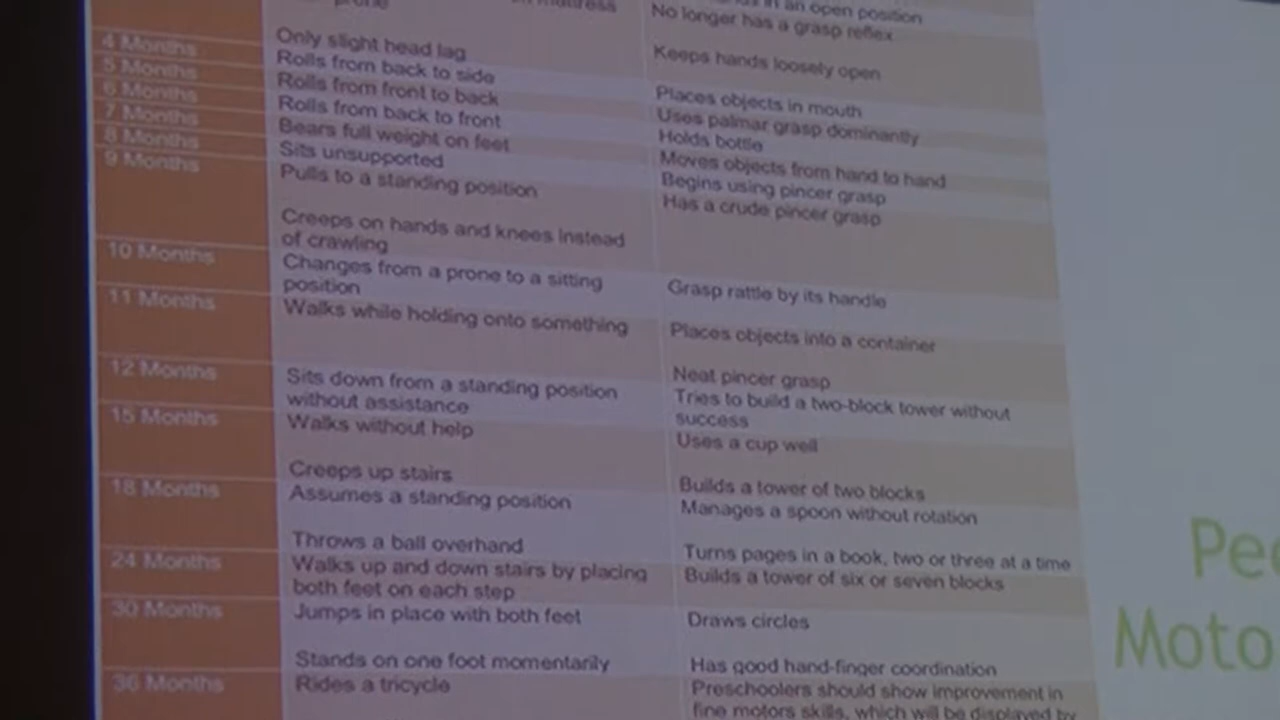 prone
mattress
in an open position
No longer has a grasp reflex
4 Months
Only slight head lag
Keeps hands loosely open
5 Months
Rolls from back to side
Places objects in mouth
6 Months
Rolls from front to back
Uses palmar grasp dominantly
7 Months
Rolls from back to front
Holds bottle
8 Months
Bears full weight on feet
Moves objects from hand to hand
Sits unsupported
Begins using pincer grasp
9 Months
Pulls to a standing position
Has a crude pincer grasp
Creeps on hands and knees instead
of crawling
10 Months
Changes from a prone to a sitting
position
Grasp rattle by its handle
11 Months
Walks while holding onto something
Places objects into a container
Neat pincer grasp
12 Months
Sits down from a standing position
without assistance
Tries to build a two-block tower without
success
15 Months
Walks without help
Uses a cup well
Creeps up stairs
Builds a tower of two blocks
18 Months
Assumes a standing position
Manages a spoon without rotation
Throws a ball overhand
Turns pages in a book, two or three at a time
24 Months
Walks up and down stairs by placing
both feet on each step
Builds a tower of six or seven blocks
30 Months
Jumps in place with both feet
Draws circles
Stands on one foot momentarily
Has good hand-finger coordination
36 Months
Rides a tricycle
Preschoolers should show improvement in
fine motors skills, which will be displayed by
Moto